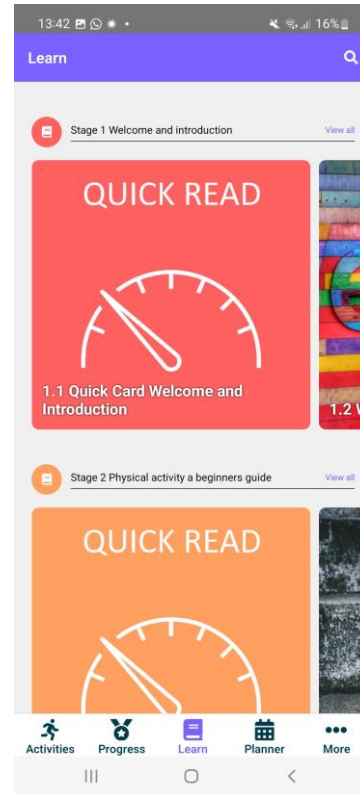 13:42
16%
Learn
Stage 1 Welcome and introduction
View all
QUICK READ
1.1 Quick Card Welcome and
Introduction
1.2
Stage 2 Physical activity a beginners guide
View all
QUICK READ
Activities
Progress
Learn
Planner
More